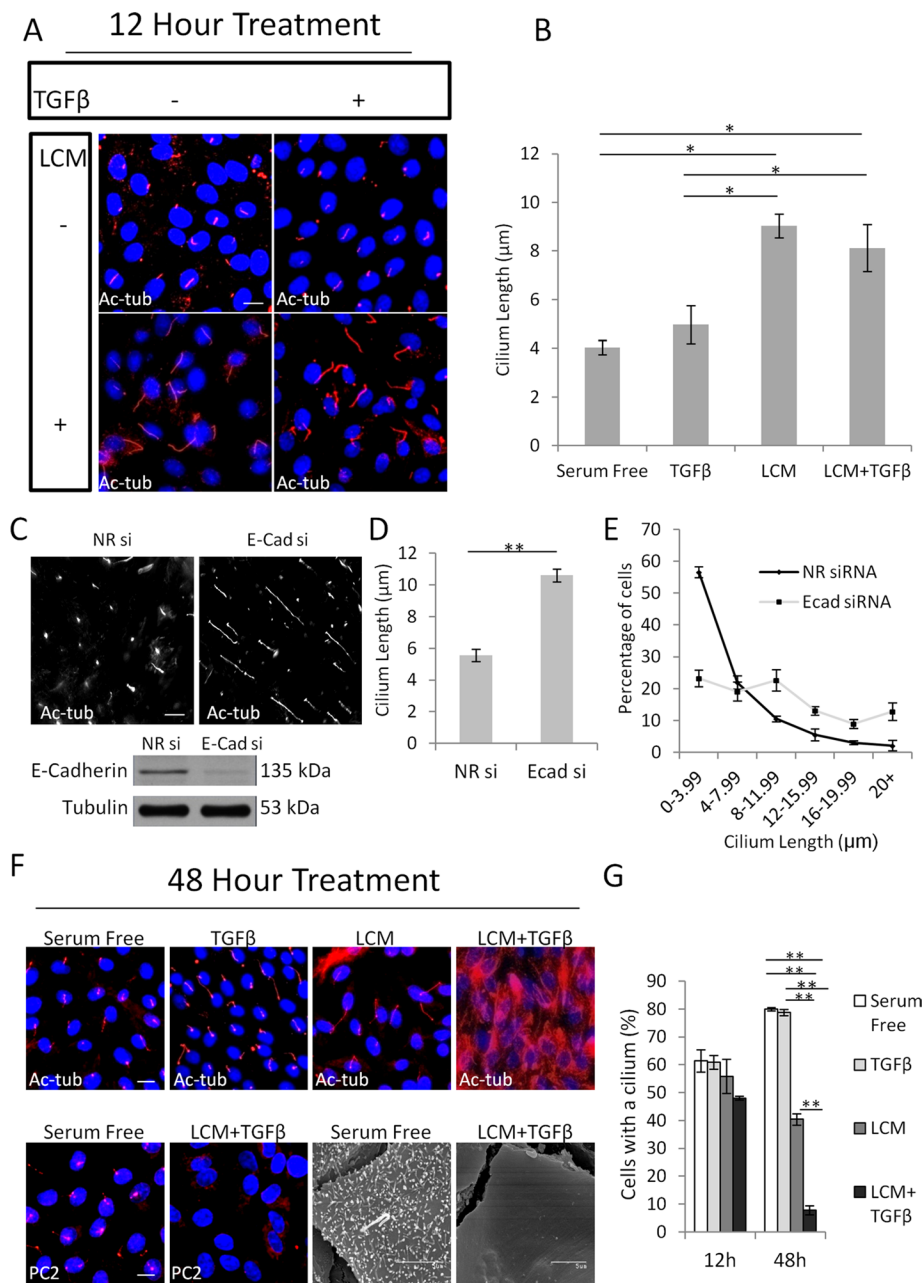 A
12 Hour Treatment
TGFβ - +
LCM
-
+
Ac-tub
Ac-tub
Ac-tub
Ac-tub
B
* 
*
*
*
Cilium Length (μm)
12
10
8
6
4
2
0
Serum Free TGFβ LCM LCM+TGFβ
C
NR si E-Cad si
Ac-tub
Ac-tub
NR si E-Cad si
E-Cadherin 135 kDa
Tubulin 53 kDa
D
**
Cilium Length (μm)
12
10
8
6
4
2
0
NR si Ecad si
E
Percentage of cells
70
60
50
40
30
20
10
0
NR siRNA
Ecad siRNA
0-3.99
4-7.99
8-11.99
12-15.99
16-19.99
20+
Cilium Length (μm)
F
48 Hour Treatment
Serum Free TGFβ LCM LCM+TGFβ
Ac-tub
Ac-tub
Ac-tub
Ac-tub
Serum Free LCM+TGFβ Serum Free LCM+TGFβ
PC2
PC2
5um
5um
G
**
**
**
**
**
Cells with a cilium (%)
90
80
70
60
50
40
30
20
10
0
12h 48h
Serum
Free
TGFβ
LCM
LCM+
TGFβ